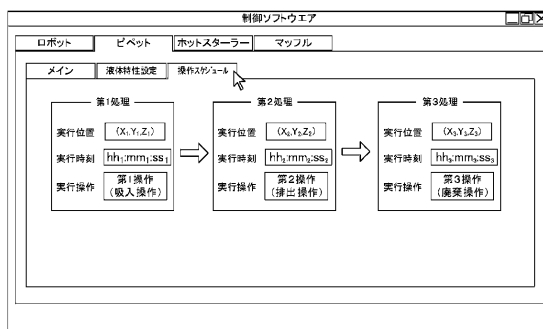 制御ソフトウエア
ロボット ピペット ホットスターラー マッフル
メイン 液体特性設定 操作スケジュール
第1処理
実行位置 (X₁,Y₁,Z₁)
実行時刻 hh₁:mm₁:ss₁
実行操作 第1操作
(吸入操作)
第2処理
実行位置 (X₂,Y₂,Z₂)
実行時刻 hh₂:mm₂:ss₂
実行操作 第2操作
(排出操作)
第3処理
実行位置 (X₃,Y₃,Z₃)
実行時刻 hh₃:mm₃:ss₃
実行操作 第3操作
(廃棄操作)